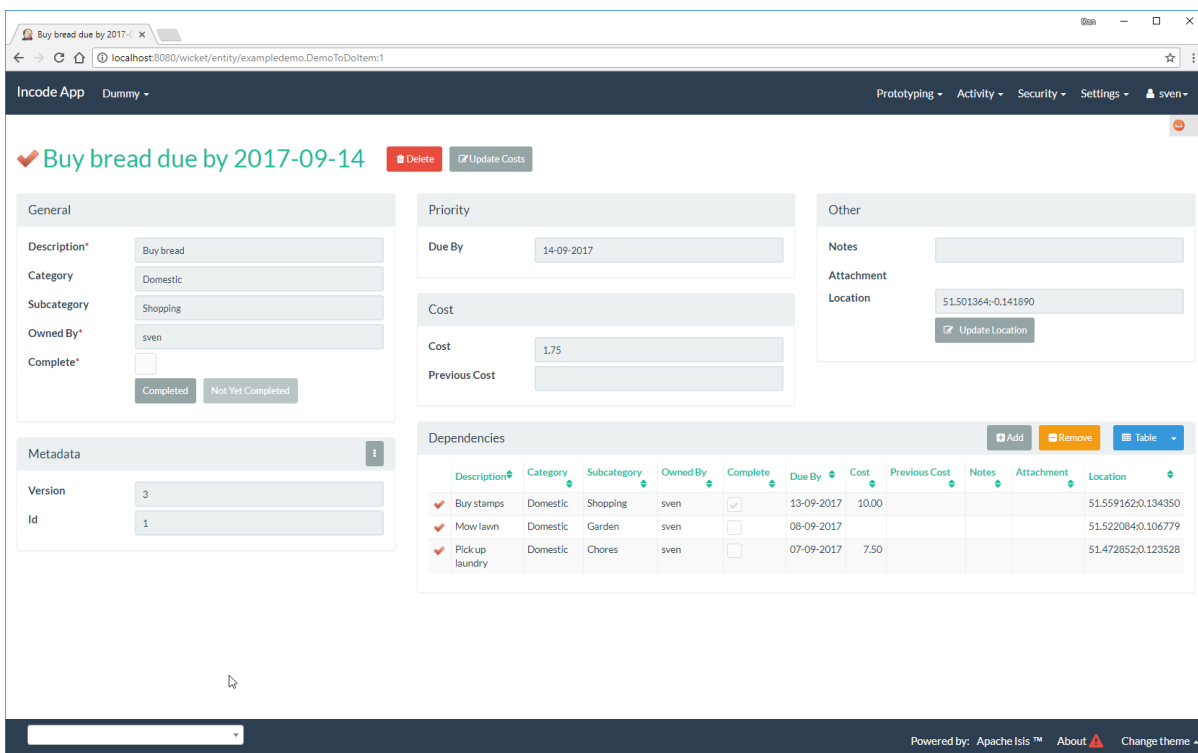 Dan
Buy bread due by 2017-
localhost:8080/wicket/entity/exampledemo.DemoToDoItem:1
Incode App Dummy Prototyping Activity Security Settings sven
Buy bread due by 2017-09-14 Delete Update Costs
General
Description* Buy bread
Category Domestic
Subcategory Shopping
Owned By* sven
Complete*
Completed Not Yet Completed
Metadata
Version 3
Id 1
Priority
Due By 14-09-2017
Cost
Cost 1.75
Previous Cost
Other
Notes
Attachment
Location 51.501364;-0.141890
Update Location
Dependencies Add Remove Table
Description Category Subcategory Owned By Complete Due By Cost Previous Cost Notes Attachment Location
Buy stamps Domestic Shopping sven 13-09-2017 10.00 51.559162;0.134350
Mow lawn Domestic Garden sven 08-09-2017 51.522084;0.106779
Pick up Domestic Chores sven 07-09-2017 7.50 51.472852;0.123528
laundry
Powered by: Apache Isis ™ About Change theme